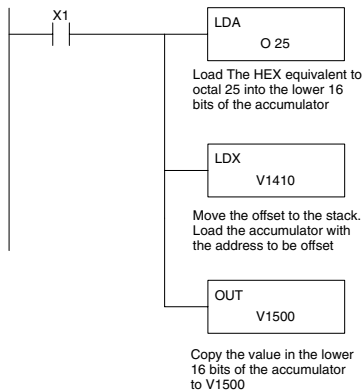 X1
LDA
O 25
Load The HEX equivalent to
octal 25 into the lower 16
bits of the accumulator
LDX
V1410
Move the offset to the stack.
Load the accumulator with
the address to be offset
OUT
V1500
Copy the value in the lower
16 bits of the accumulator
to V1500